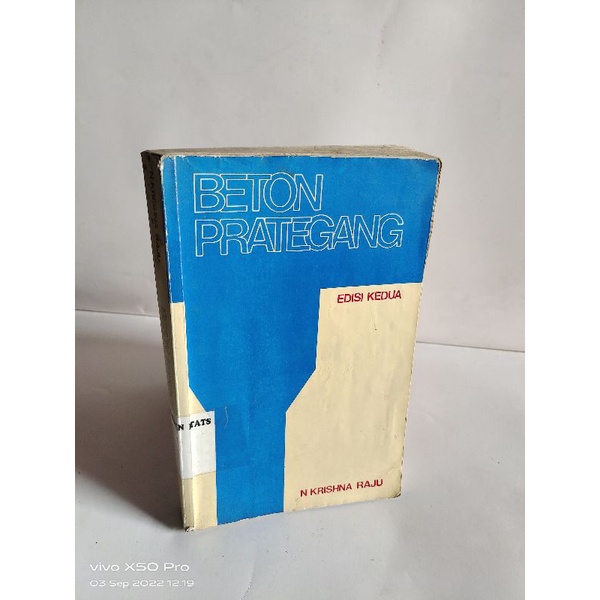 BETON
PRATEGANG
EDISI KEDUA
N KRISHNA RAJU
vivo X50 Pro
03 Sep 2022 12:19